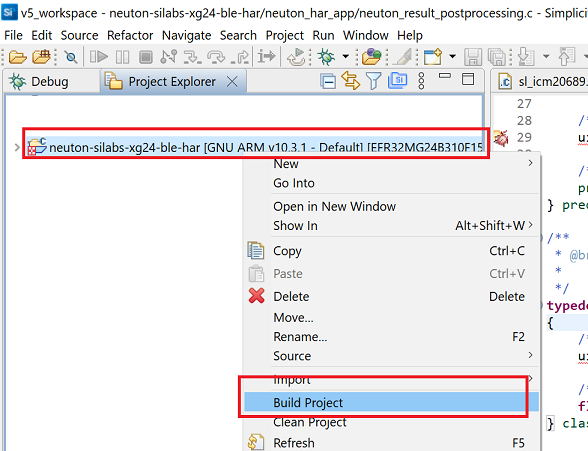 v5_workspace - neuton-silabs-xg24-ble-har/neuton_har_app/neuton_result_postprocessing.c - Simplici
File Edit Source Refactor Navigate Search Project Run Window Help
Debug Project Explorer
sl_icm20689.
neuton-silabs-xg24-ble-har [GNU ARM v10.3.1 - Default] [EFR32MG24B310F15
New
Go Into
Open in New Window
Show In Alt+Shift+W
Copy Ctrl+C
Paste Ctrl+V
Delete Delete
Move...
Rename... F2
Source
Import
Build Project
Clean Project
Refresh F5
27
28 /*
29 u
/*
p
} pred
/**
* @br
*
*/
typede
{
/*
u
/*
fl
} clas